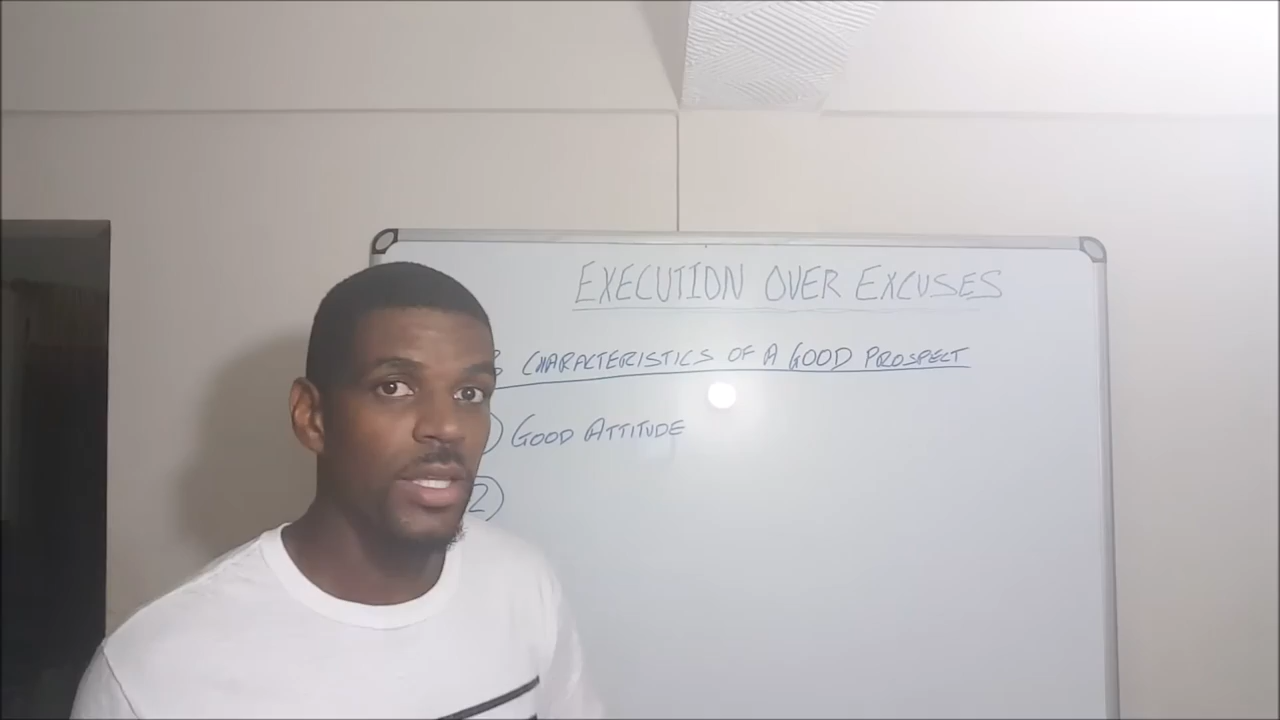 EXECUTION OVER EXCUSES
CHARACTERISTICS OF A GOOD PROSPECT
) GOOD ATTITUDE
2)